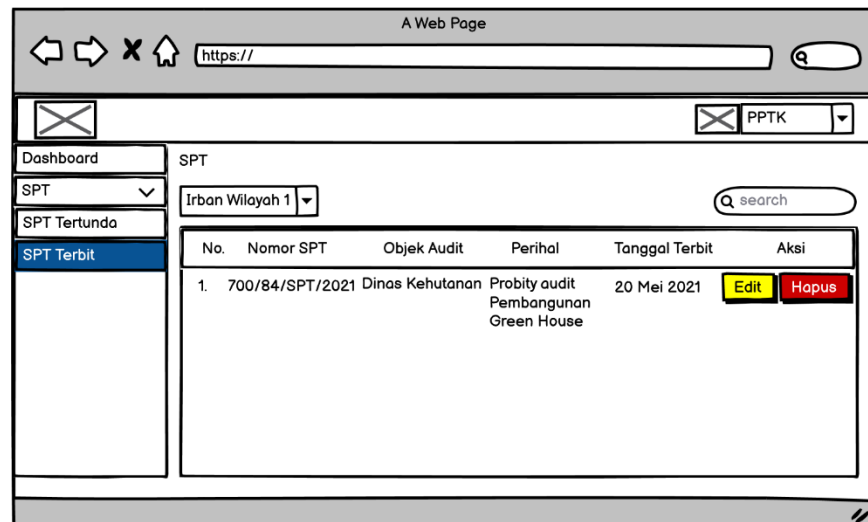 A Web Page
https://
PPTK
Dashboard
SPT
SPT Tertunda
SPT Terbit
SPT
Irban Wilayah 1
search
No. Nomor SPT Objek Audit Perihal Tanggal Terbit Aksi
1. 700/84/SPT/2021 Dinas Kehutanan Probity audit 20 Mei 2021 Edit Hapus
Pembangunan
Green House